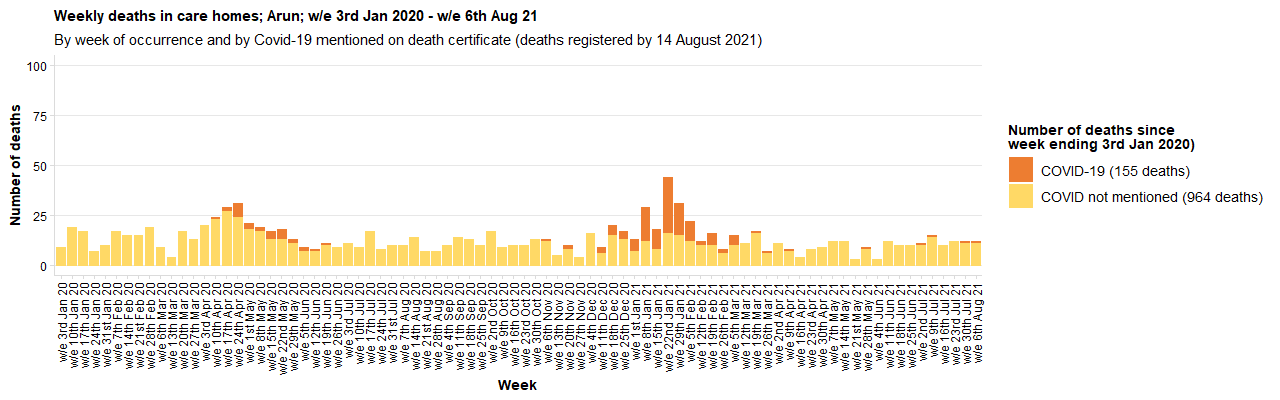 Weekly deaths in care homes; Arun; w/e 3rd Jan 2020 - w/e 6th Aug 21
By week of occurrence and by Covid-19 mentioned on death certificate (deaths registered by 14 August 2021)
100
75
50
25
0
Number of deaths
w/e 3rd Jan 20
w/e 10th Jan 20
w/e 17th Jan 20
w/e 24th Jan 20
w/e 31st Jan 20
w/e 7th Feb 20
w/e 14th Feb 20
w/e 21st Feb 20
w/e 28th Feb 20
w/e 6th Mar 20
w/e 13th Mar 20
w/e 20th Mar 20
w/e 27th Mar 20
w/e 3rd Apr 20
w/e 10th Apr 20
w/e 17th Apr 20
w/e 24th Apr 20
w/e 1st May 20
w/e 8th May 20
w/e 15th May 20
w/e 22nd May 20
w/e 29th May 20
w/e 5th Jun 20
w/e 12th Jun 20
w/e 19th Jun 20
w/e 26th Jun 20
w/e 3rd Jul 20
w/e 10th Jul 20
w/e 17th Jul 20
w/e 24th Jul 20
w/e 31st Jul 20
w/e 7th Aug 20
w/e 14th Aug 20
w/e 21st Aug 20
w/e 28th Aug 20
w/e 4th Sep 20
w/e 11th Sep 20
w/e 18th Sep 20
w/e 25th Sep 20
w/e 2nd Oct 20
w/e 9th Oct 20
w/e 16th Oct 20
w/e 23rd Oct 20
w/e 30th Oct 20
w/e 6th Nov 20
w/e 13th Nov 20
w/e 20th Nov 20
w/e 27th Nov 20
w/e 4th Dec 20
w/e 11th Dec 20
w/e 18th Dec 20
w/e 25th Dec 20
w/e 1st Jan 21
w/e 8th Jan 21
w/e 15th Jan 21
w/e 22nd Jan 21
w/e 29th Jan 21
w/e 5th Feb 21
w/e 12th Feb 21
w/e 19th Feb 21
w/e 26th Feb 21
w/e 5th Mar 21
w/e 12th Mar 21
w/e 19th Mar 21
w/e 26th Mar 21
w/e 2nd Apr 21
w/e 9th Apr 21
w/e 16th Apr 21
w/e 23rd Apr 21
w/e 30th Apr 21
w/e 7th May 21
w/e 14th May 21
w/e 21st May 21
w/e 28th May 21
w/e 4th Jun 21
w/e 11th Jun 21
w/e 18th Jun 21
w/e 25th Jun 21
w/e 2nd Jul 21
w/e 9th Jul 21
w/e 16th Jul 21
w/e 23rd Jul 21
w/e 30th Jul 21
w/e 6th Aug 21
Week
Number of deaths since
week ending 3rd Jan 2020)
COVID-19 (155 deaths)
COVID not mentioned (964 deaths)